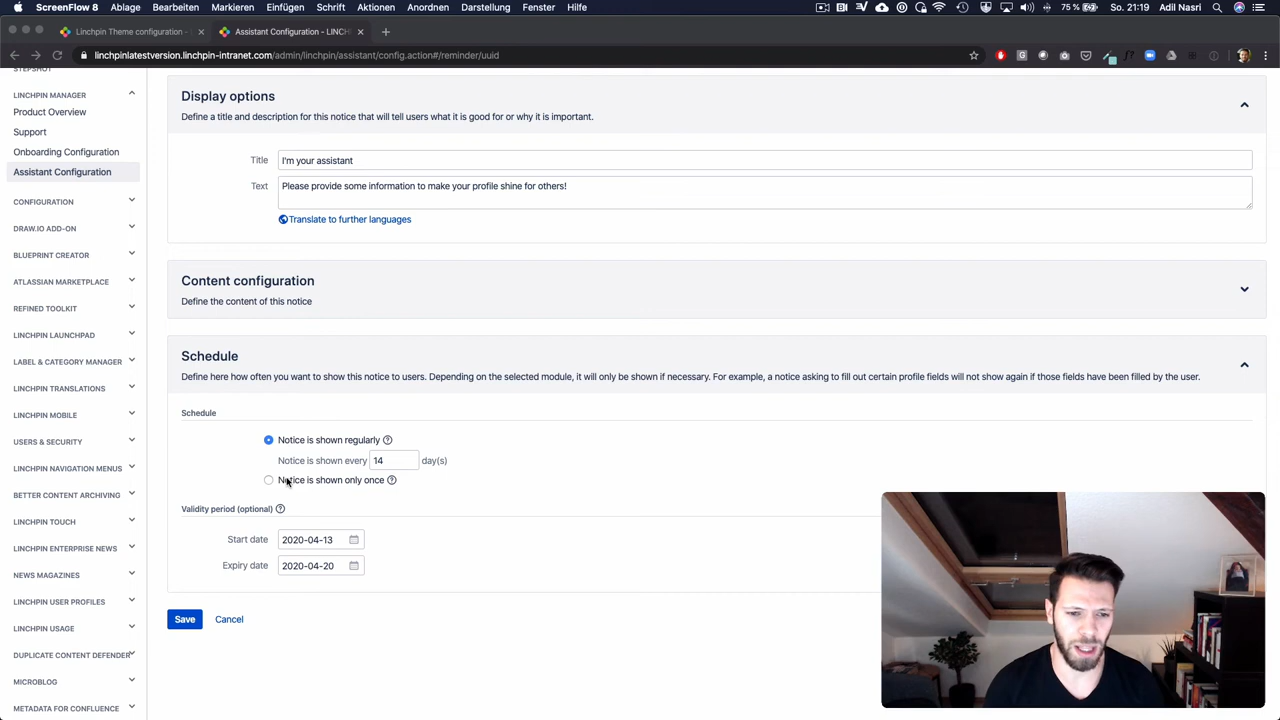 ScreenFlow 8 Ablage Bearbeiten Markieren Einfügen Schrift Aktionen Anordnen Darstellung Fenster Hilfe 75 % So. 21:19 Adil Nasri
Linchpin Theme configuration - Assistant Configuration - LINCH
linchpinlatestversion.linchpin-intranet.com/admin/linchpin/assistant/config.action#/reminder/uuid
STEPSHOT
LINCHPIN MANAGER
Product Overview
Support
Onboarding Configuration
Assistant Configuration
CONFIGURATION
DRAW.IO ADD-ON
BLUEPRINT CREATOR
ATLASSIAN MARKETPLACE
REFINED TOOLKIT
LINCHPIN LAUNCHPAD
LABEL & CATEGORY MANAGER
LINCHPIN TRANSLATIONS
LINCHPIN MOBILE
USERS & SECURITY
LINCHPIN NAVIGATION MENUS
BETTER CONTENT ARCHIVING
LINCHPIN TOUCH
LINCHPIN ENTERPRISE NEWS
NEWS MAGAZINES
LINCHPIN USER PROFILES
LINCHPIN USAGE
DUPLICATE CONTENT DEFENDER
MICROBLOG
METADATA FOR CONFLUENCE
Display options
Define a title and description for this notice that will tell users what it is good for or why it is important.
Title I'm your assistant
Text Please provide some information to make your profile shine for others!
Translate to further languages
Content configuration
Define the content of this notice
Schedule
Define here how often you want to show this notice to users. Depending on the selected module, it will only be shown if necessary. For example, a notice asking to fill out certain profile fields will not show again if those fields have been filled by the user.
Schedule
Notice is shown regularly
Notice is shown every 14 day(s)
Notice is shown only once
Validity period (optional)
Start date 2020-04-13
Expiry date 2020-04-20
Save Cancel